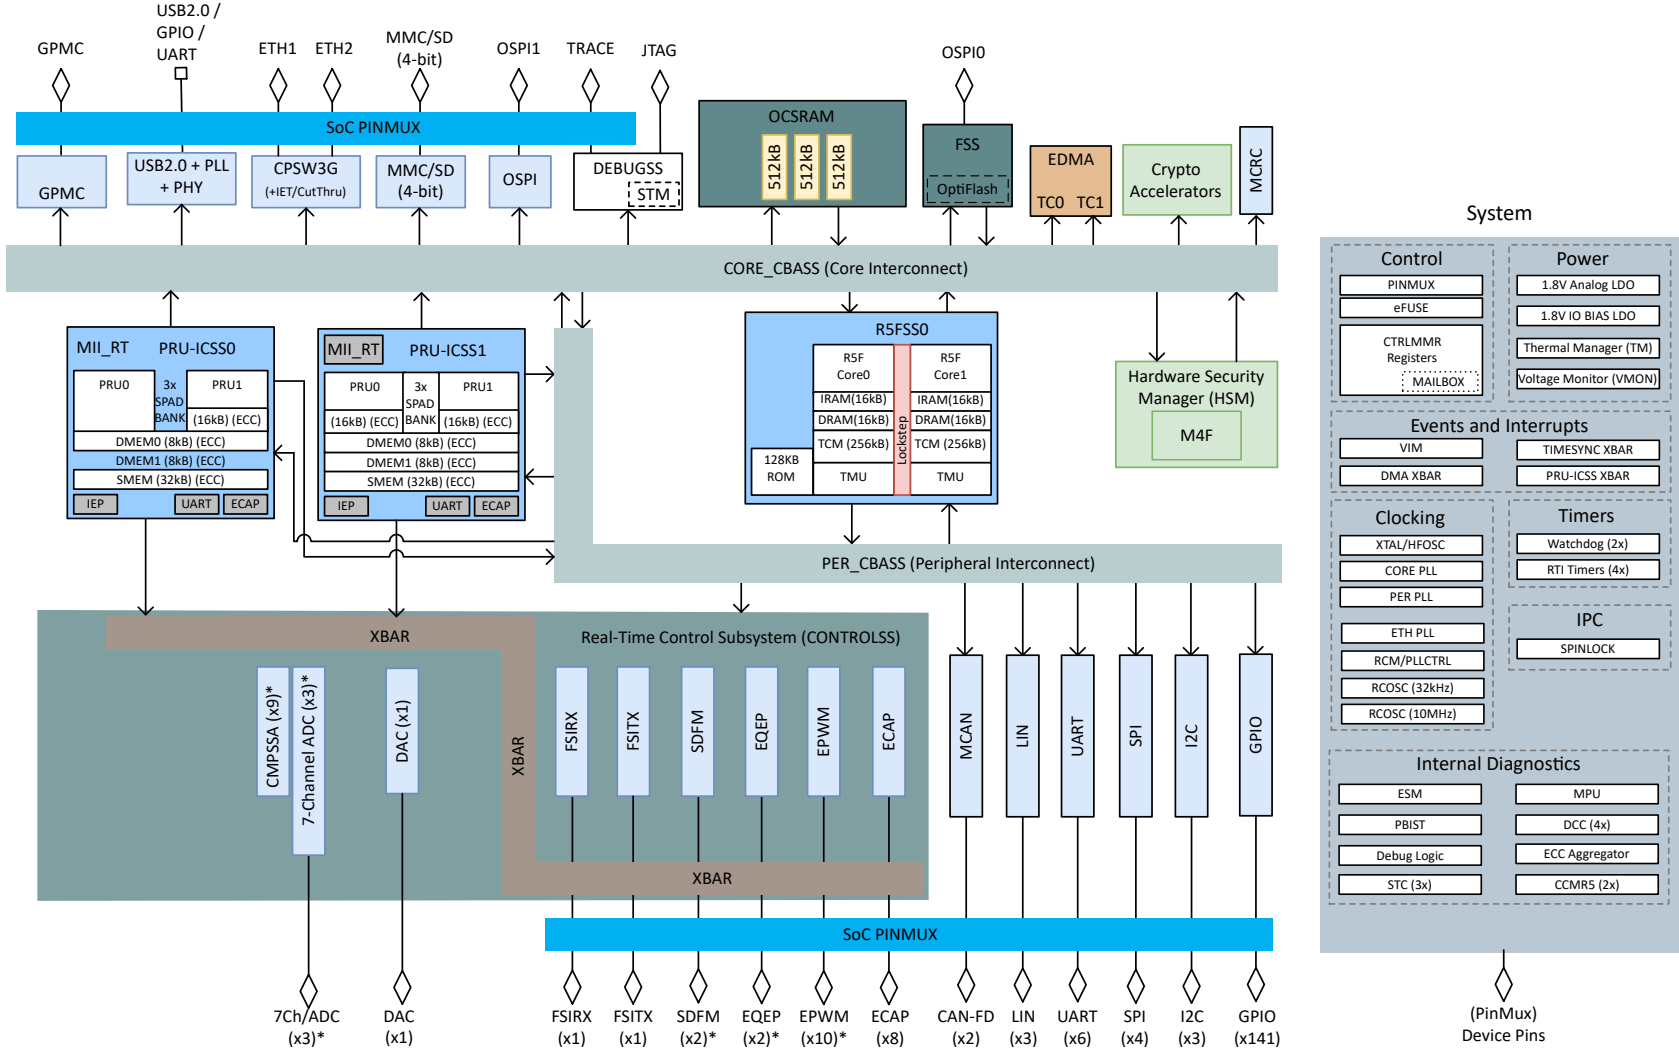 USB2.0 /
GPIO /
UART
GPMC
ETH1
ETH2
MMC/SD
(4-bit)
OSPI1
TRACE
JTAG
OSPI0
SoC PINMUX
GPMC
USB2.0 + PLL
+ PHY
CPSW3G
(+IET/CutThru)
MMC/SD
(4-bit)
OSPI
DEBUGSS
STM
OCSRAM
512kB
512kB
512kB
FSS
OptiFlash
EDMA
TC0
TC1
Crypto
Accelerators
MCRC
CORE_CBASS (Core Interconnect)
MII_RT
PRU-ICSS0
PRU0
3x
SPAD
BANK
PRU1
(16kB) (ECC)
DMEM0 (8kB) (ECC)
DMEM1 (8kB) (ECC)
SMEM (32kB) (ECC)
IEP
UART
ECAP
MII_RT
PRU-ICSS1
PRU0
3x
SPAD
BANK
PRU1
(16kB) (ECC)
(16kB) (ECC)
DMEM0 (8kB) (ECC)
DMEM1 (8kB) (ECC)
SMEM (32kB) (ECC)
IEP
UART
ECAP
R5FSS0
R5F
Core0
IRAM(16kB)
DRAM(16kB)
TCM (256kB)
TMU
Lockstep
R5F
Core1
IRAM(16kB)
DRAM(16kB)
TCM (256kB)
TMU
128KB
ROM
Hardware Security
Manager (HSM)
M4F
PER_CBASS (Peripheral Interconnect)
XBAR
Real-Time Control Subsystem (CONTROLSS)
CMPSSA (x9)*
7-Channel ADC (x3)*
DAC (x1)
XBAR
FSIRX
FSITX
SDFM
EQEP
EPWM
ECAP
MCAN
LIN
UART
SPI
I2C
GPIO
XBAR
SoC PINMUX
7Ch/ADC
(x3)*
DAC
(x1)
FSIRX
(x1)
FSITX
(x1)
SDFM
(x2)*
EQEP
(x2)*
EPWM
(x10)*
ECAP
(x8)
CAN-FD
(x2)
LIN
(x3)
UART
(x6)
SPI
(x4)
I2C
(x3)
GPIO
(x141)
System
Control
PINMUX
eFUSE
CTRLMMR
Registers
MAILBOX
Power
1.8V Analog LDO
1.8V IO BIAS LDO
Thermal Manager (TM)
Voltage Monitor (VMON)
Events and Interrupts
VIM
TIMESYNC XBAR
DMA XBAR
PRU-ICSS XBAR
Clocking
XTAL/HFOSC
CORE PLL
PER PLL
ETH PLL
RCM/PLLCTRL
RCOSC (32kHz)
RCOSC (10MHz)
Timers
Watchdog (2x)
RTI Timers (4x)
IPC
SPINLOCK
Internal Diagnostics
ESM
MPU
PBIST
DCC (4x)
Debug Logic
ECC Aggregator
STC (3x)
CCMR5 (2x)
(PinMux)
Device Pins